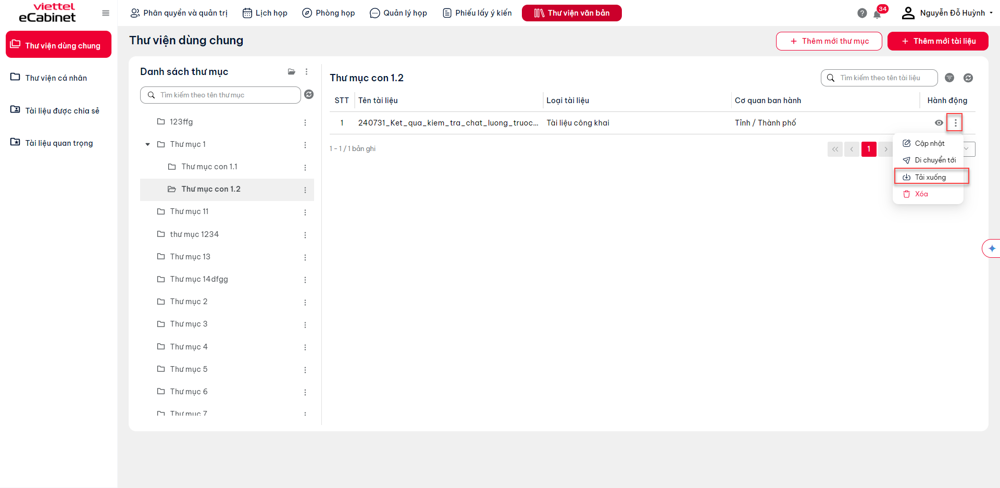 viettel
eCabinet
Phân quyền và quản trị
Lịch họp
Phòng họp
Quản lý họp
Phiếu lấy ý kiến
Thư viện văn bản
34
Nguyễn Đỗ Huỳnh
Thư viện dùng chung
Thư viện cá nhân
Tài liệu được chia sẻ
Tài liệu quan trọng
Thư viện dùng chung
Thêm mới thư mục
Thêm mới tài liệu
Danh sách thư mục
Tìm kiếm theo tên thư mục
123ffg
Thư mục 1
Thư mục con 1.1
Thư mục con 1.2
Thư mục 11
thư mục 1234
Thư mục 13
Thư mục 14dfgg
Thư mục 2
Thư mục 3
Thư mục 4
Thư mục 5
Thư mục 6
Thư mục 7
Thư mục con 1.2
Tìm kiếm theo tên tài liệu
STT Tên tài liệu Loại tài liệu Cơ quan ban hành Hành động
1 240731_Ket_qua_kiem_tra_chat_luong_truoc... Tài liệu công khai Tỉnh / Thành phố
1 - 1 / 1 bản ghi
1
Cập nhật
Di chuyển tới
Tải xuống
Xóa